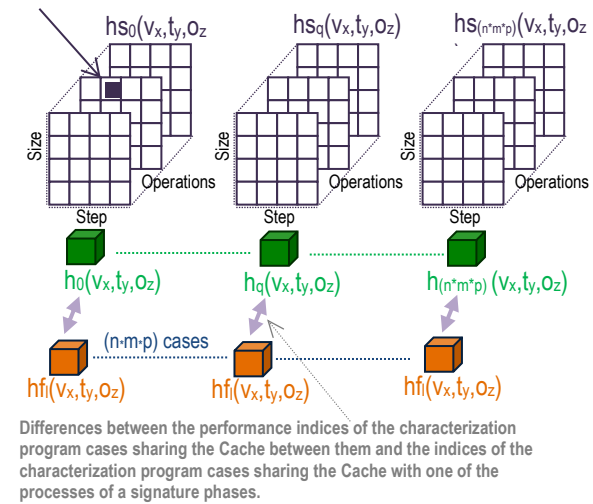 hs0(vx,ty,oz hsq(vx,ty,oz) hs(n*m*p)(vx,ty,oz
Size Operations Size Operations Size Operations
Step Step Step
h0(vx,ty,oz) hq(vx,ty,oz) h(n*m*p) (vx,ty,oz)
(n*m*p) cases
hfi(vx,ty,oz) hfi(vx,ty,oz) hfl(vx,ty,oz)
Differences between the performance indices of the characterization
program cases sharing the Cache between them and the indices of the
characterization program cases sharing the Cache with one of the
processes of a signature phases.